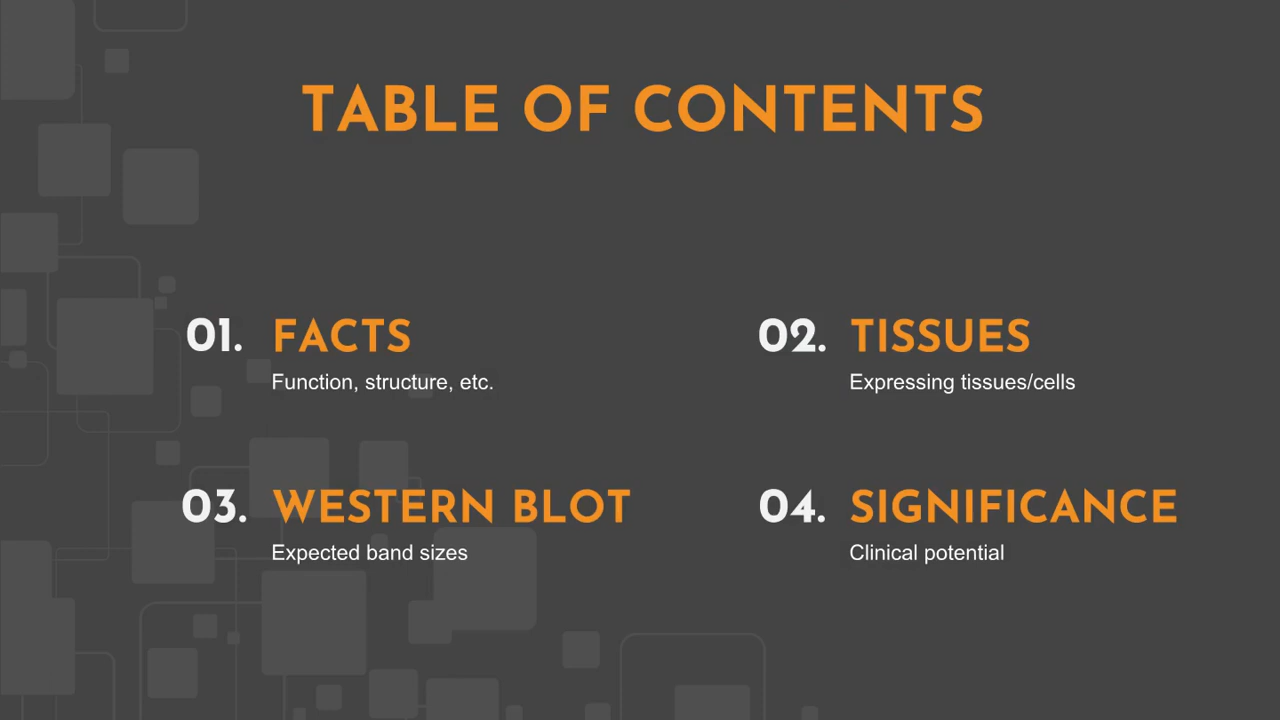 TABLE OF CONTENTS
01. FACTS
Function, structure, etc.
02. TISSUES
Expressing tissues/cells
03. WESTERN BLOT
Expected band sizes
04. SIGNIFICANCE
Clinical potential